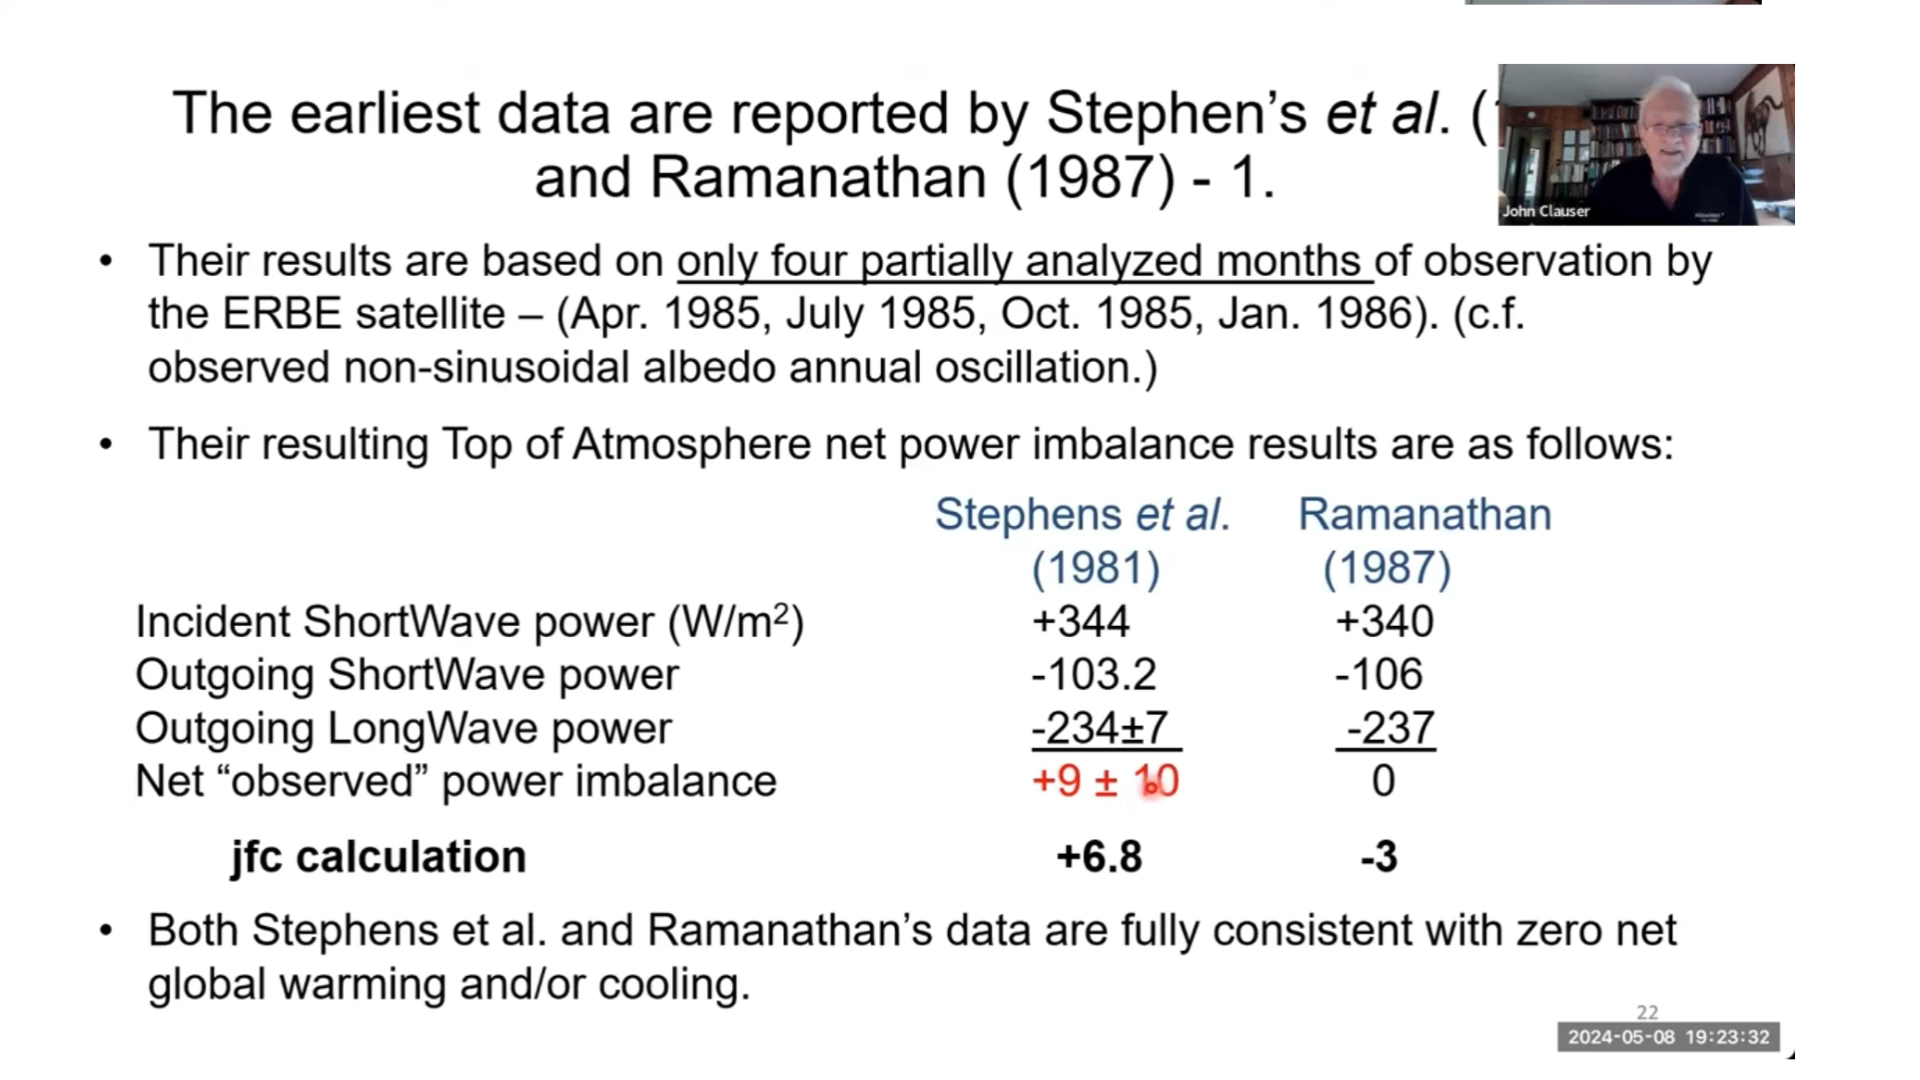 The earliest data are reported by Stephen’s et al. (
and Ramanathan (1987) - 1.
John Clauser
• Their results are based on only four partially analyzed months of observation by
the ERBE satellite – (Apr. 1985, July 1985, Oct. 1985, Jan. 1986). (c.f.
observed non-sinusoidal albedo annual oscillation.)
• Their resulting Top of Atmosphere net power imbalance results are as follows:
Stephens et al. Ramanathan
(1981) (1987)
Incident ShortWave power (W/m²) +344 +340
Outgoing ShortWave power -103.2 -106
Outgoing LongWave power -234±7 -237
Net “observed” power imbalance +9 ± 10 0
jfc calculation +6.8 -3
• Both Stephens et al. and Ramanathan’s data are fully consistent with zero net
global warming and/or cooling.
22
2024-05-08 19:23:32